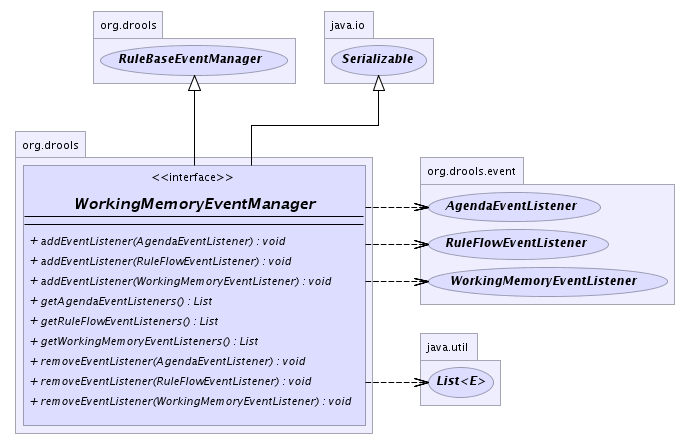 org.drools
RuleBaseEventManager
java.io
Serializable
org.drools
<<interface>>
WorkingMemoryEventManager
+ addEventListener(AgendaEventListener) : void
+ addEventListener(RuleFlowEventListener) : void
+ addEventListener(WorkingMemoryEventListener) : void
+ getAgendaEventListeners() : List
+ getRuleFlowEventListeners() : List
+ getWorkingMemoryEventListeners() : List
+ removeEventListener(AgendaEventListener) : void
+ removeEventListener(RuleFlowEventListener) : void
+ removeEventListener(WorkingMemoryEventListener) : void
org.drools.event
AgendaEventListener
RuleFlowEventListener
WorkingMemoryEventListener
java.util
List<E>